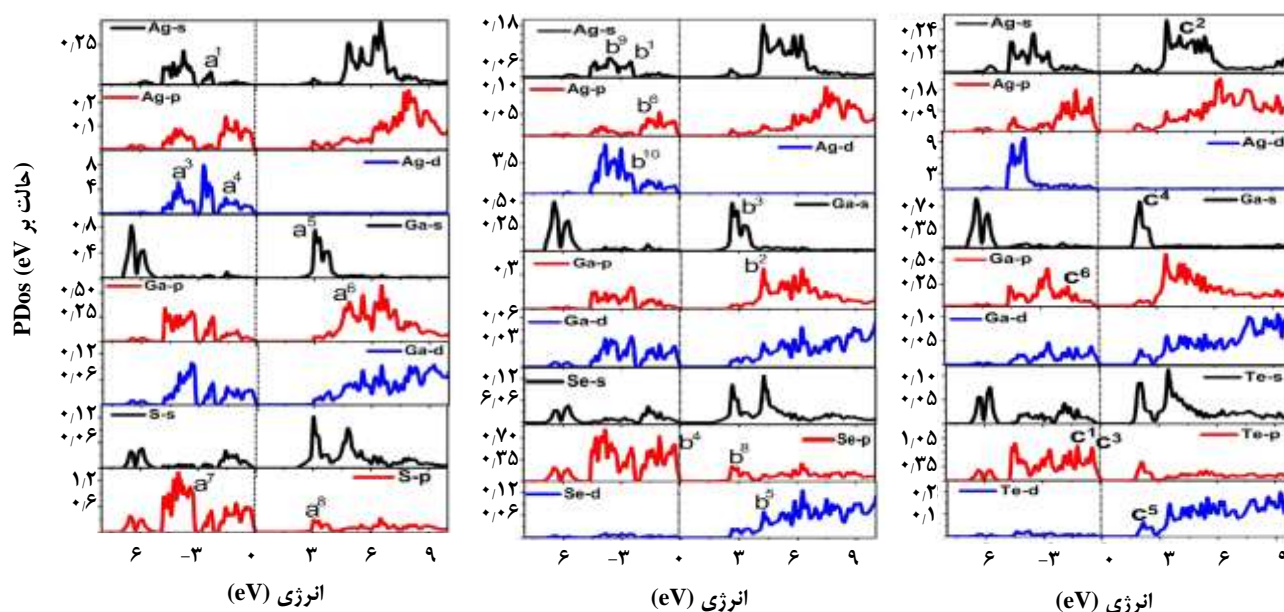 PDos (eV حالت بر)
Ag-s
۰/۲۵
a¹
Ag-p
۰/۲
۰/۱
Ag-d
۸
۴
a³
a⁴
Ga-s
۰/۸
۰/۴
a⁵
Ga-p
۰/۵۰
۰/۲۵
a⁶
Ga-d
۰/۱۲
۰/۰۶
S-s
۰/۱۲
۰/۰۶
S-p
۱/۲
۰/۶
a⁷
a⁸
۶ −۳ ۰ ۳ ۶ ۹
انرژی (eV)
Ag-s
۰/۱۸
۰/۰۶
b⁹ b¹
Ag-p
۰/۱۰
۰/۰۵
b⁶
Ag-d
۳/۵
b¹⁰
Ga-s
۰/۵۰
۰/۲۵
b³
Ga-p
۰/۳
b²
Ga-d
۰/۰۶
۰/۰۳
Se-s
۰/۱۲
۶/۰۶
Se-p
۰/۷۰
۰/۳۵
b⁴
b⁸
Se-d
۰/۱۲
۰/۰۶
b⁵
۶ −۳ ۰ ۳ ۶ ۹
انرژی (eV)
Ag-s
۰/۲۴
۰/۱۲
c²
Ag-p
۰/۱۸
۰/۰۹
Ag-d
۹
۳
Ga-s
۰/۷۰
۰/۳۵
c⁴
Ga-p
۰/۵۰
۰/۲۵
c⁶
Ga-d
۰/۱۰
۰/۰۵
Te-s
۰/۱۰
۰/۰۵
Te-p
۱/۰۵
۰/۳۵
c¹ c³
Te-d
۰/۲
۰/۱
c⁵
۶ −۳ ۰ ۳ ۶ ۹
انرژی (eV)